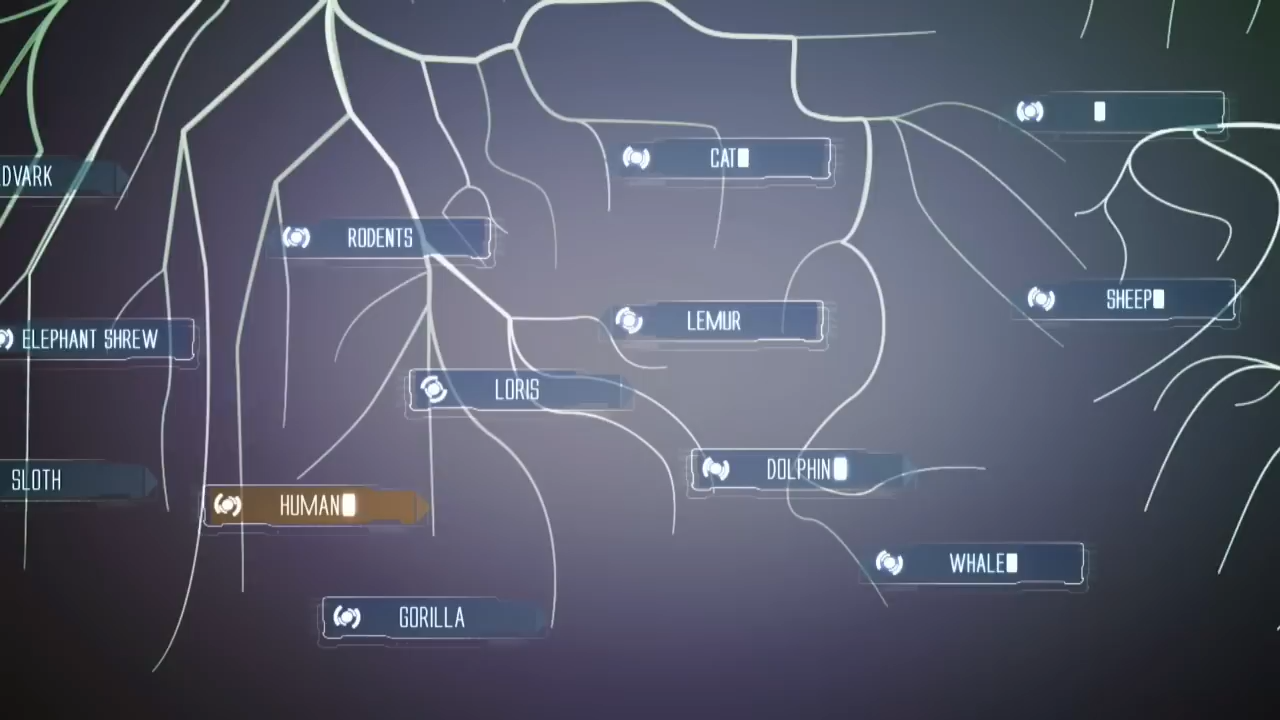 CAT
DVARK
RODENTS
SHEEP
LEMUR
ELEPHANT SHREW
LORIS
DOLPHIN
SLOTH
HUMAN
WHALE
GORILLA